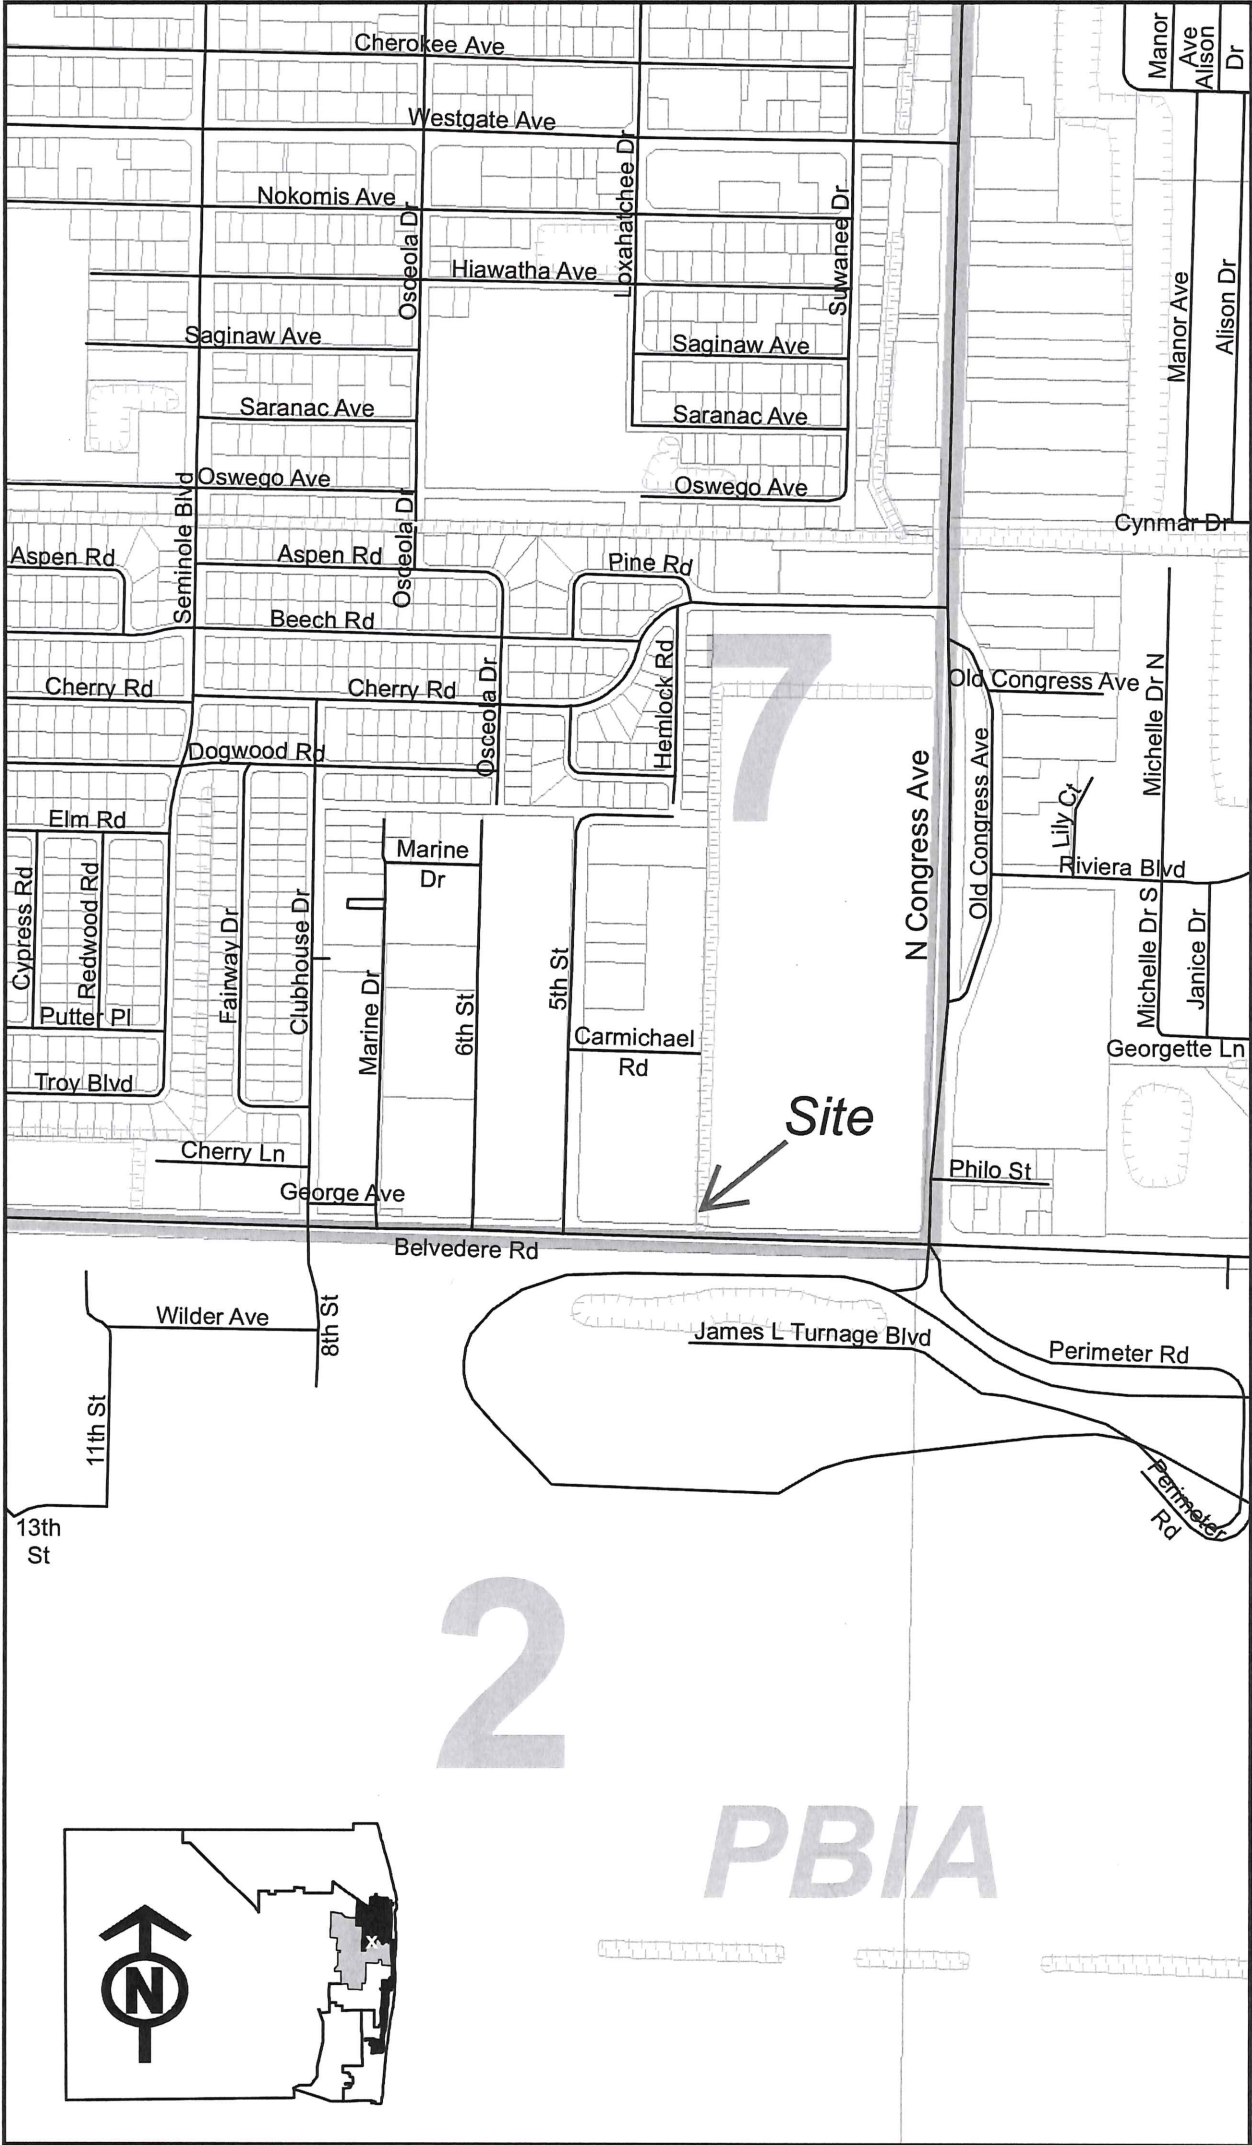 Cherokee Ave
Manor
Ave
Alison
Dr
Westgate Ave
Loxahatchee Dr
Nokomis Ave
Osceola Dr
Suwanee Dr
Hiawatha Ave
Manor Ave
Alison Dr
Saginaw Ave
Saginaw Ave
Saranac Ave
Saranac Ave
Oswego Ave
Oswego Ave
Seminole Blvd
Osceola Dr
Cynmar Dr
Aspen Rd
Aspen Rd
Pine Rd
Beech Rd
7
Cherry Rd
Cherry Rd
Osceola Dr
Hemlock Rd
Old Congress Ave
Michelle Dr N
Dogwood Rd
N Congress Ave
Old Congress Ave
Lily Ct
Elm Rd
Marine
Dr
Riviera Blvd
Cypress Rd
Redwood Rd
Fairway Dr
Clubhouse Dr
Marine Dr
6th St
5th St
Michelle Dr S
Janice Dr
Putter Pl
Carmichael
Rd
Georgette Ln
Troy Blvd
Site
Cherry Ln
Philo St
George Ave
Belvedere Rd
Wilder Ave
8th St
James L Turnage Blvd
Perimeter Rd
11th St
Perimeter
Rd
13th
St
2
PBIA
x
N